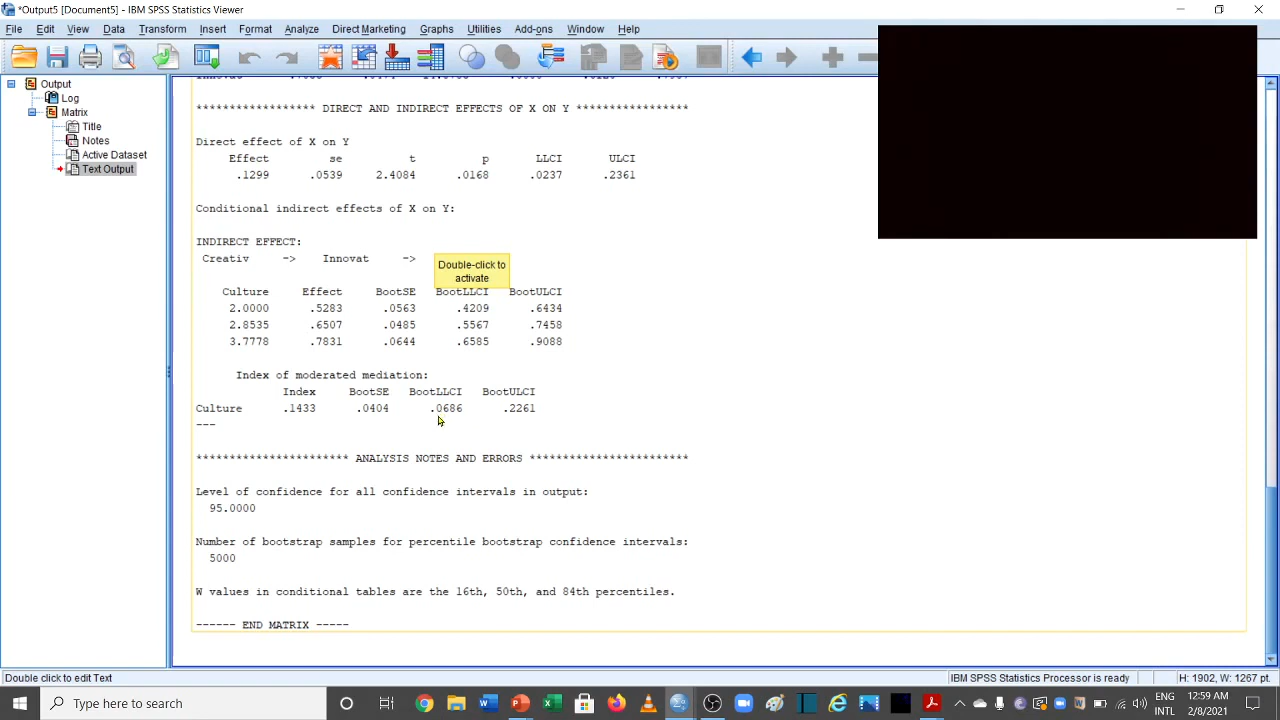 *Output5 [Document5] - IBM SPSS Statistics Viewer
File Edit View Data Transform Insert Format Analyze Direct Marketing Graphs Utilities Add-ons Window Help
Output
Log
Matrix
Title
Notes
Active Dataset
Text Output
****************** DIRECT AND INDIRECT EFFECTS OF X ON Y *****************
Direct effect of X on Y
Effect se t p LLCI ULCI
.1299 .0539 2.4084 .0168 .0237 .2361
Conditional indirect effects of X on Y:
INDIRECT EFFECT:
Creativ -> Innovat ->
Double-click to
activate
Culture Effect BootSE BootLLCI BootULCI
2.0000 .5283 .0563 .4209 .6434
2.8535 .6507 .0485 .5567 .7458
3.7778 .7831 .0644 .6585 .9088
Index of moderated mediation:
Index BootSE BootLLCI BootULCI
Culture .1433 .0404 .0686 .2261
---
*********************** ANALYSIS NOTES AND ERRORS ************************
Level of confidence for all confidence intervals in output:
95.0000
Number of bootstrap samples for percentile bootstrap confidence intervals:
5000
W values in conditional tables are the 16th, 50th, and 84th percentiles.
------ END MATRIX -----
Double click to edit Text
IBM SPSS Statistics Processor is ready
H: 1902, W: 1267 pt.
Type here to search
ENG
INTL
12:59 AM
2/8/2021